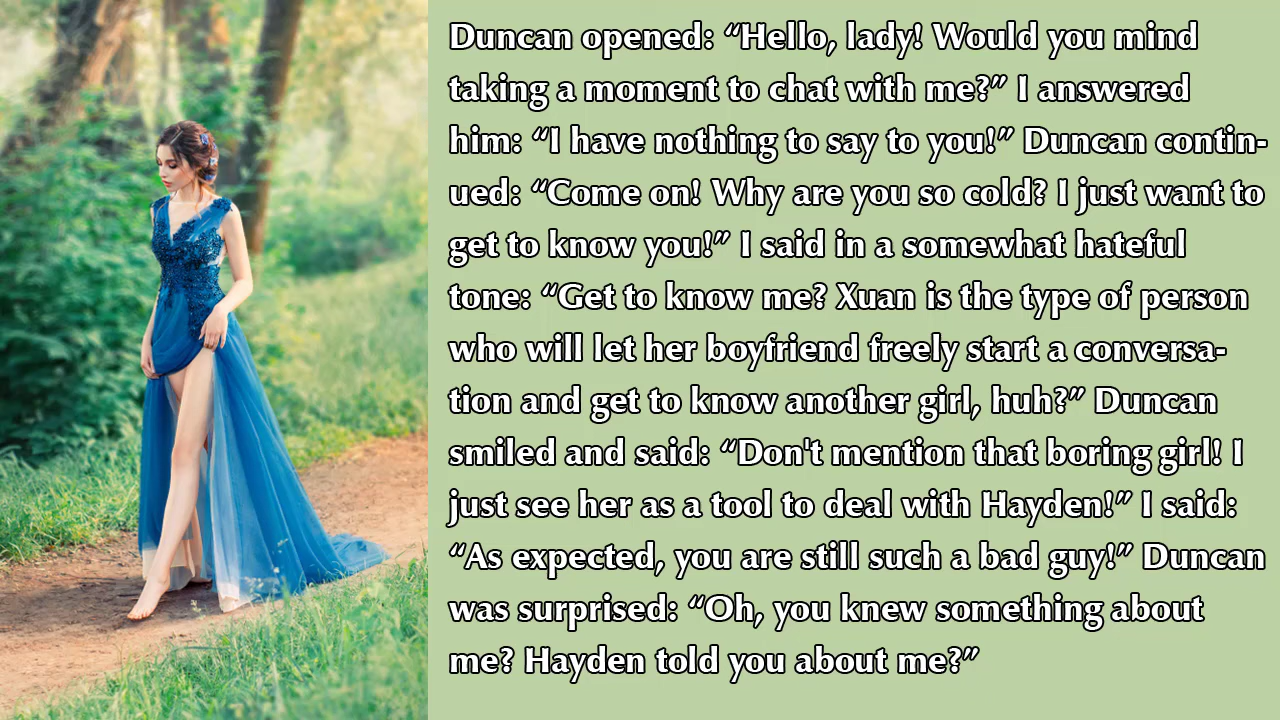 Duncan opened: “Hello, lady! Would you mind
taking a moment to chat with me?” I answered
him: “I have nothing to say to you!” Duncan contin-
ued: “Come on! Why are you so cold? I just want to
get to know you!” I said in a somewhat hateful
tone: “Get to know me? Xuan is the type of person
who will let her boyfriend freely start a conversa-
tion and get to know another girl, huh?” Duncan
smiled and said: “Don't mention that boring girl! I
just see her as a tool to deal with Hayden!” I said:
“As expected, you are still such a bad guy!” Duncan
was surprised: “Oh, you knew something about
me? Hayden told you about me?”